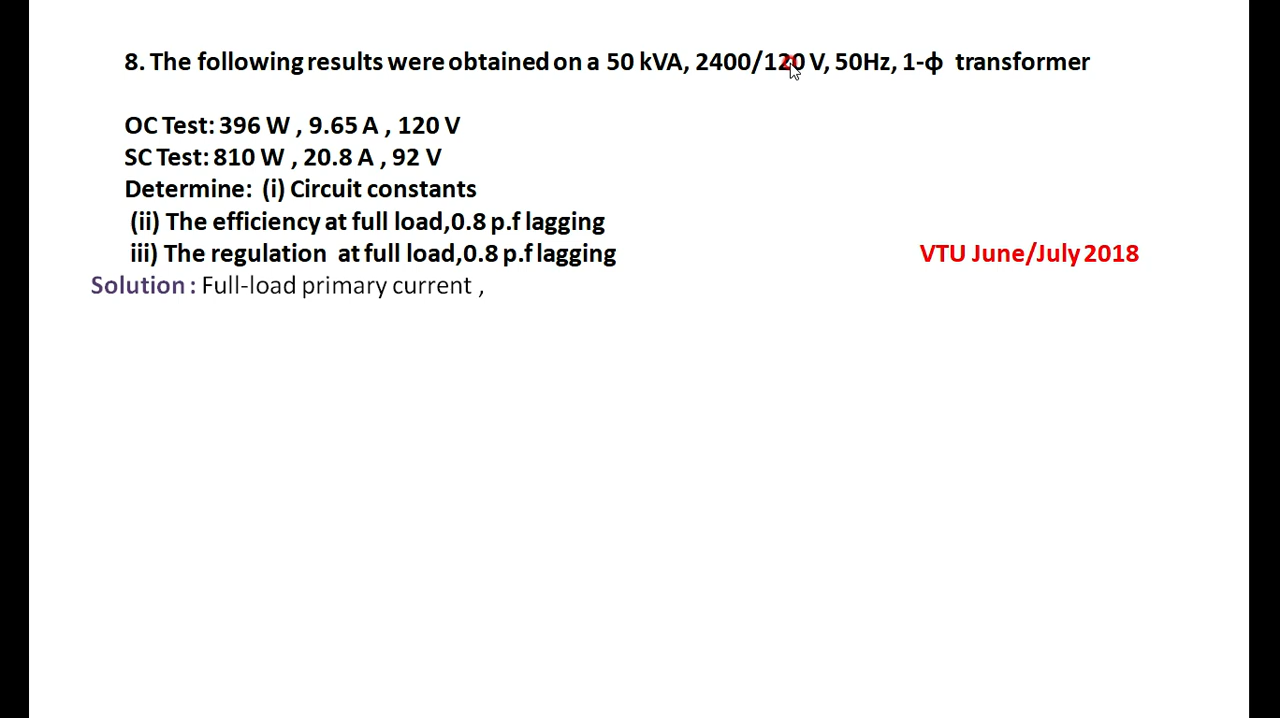 8. The following results were obtained on a 50 kVA, 2400/120 V, 50Hz, 1-ф transformer
OC Test: 396 W , 9.65 A , 120 V
SC Test: 810 W , 20.8 A , 92 V
Determine: (i) Circuit constants
(ii) The efficiency at full load,0.8 p.f lagging
iii) The regulation at full load,0.8 p.f lagging VTU June/July 2018
Solution : Full-load primary current ,